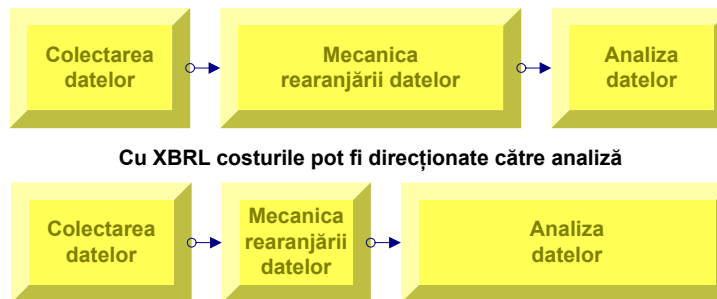 Colectarea
datelor
Mecanica
rearanjării datelor
Analiza
datelor
Cu XBRL costurile pot fi direcționate către analiză
Colectarea
datelor
Mecanica
rearanjării
datelor
Analiza
datelor